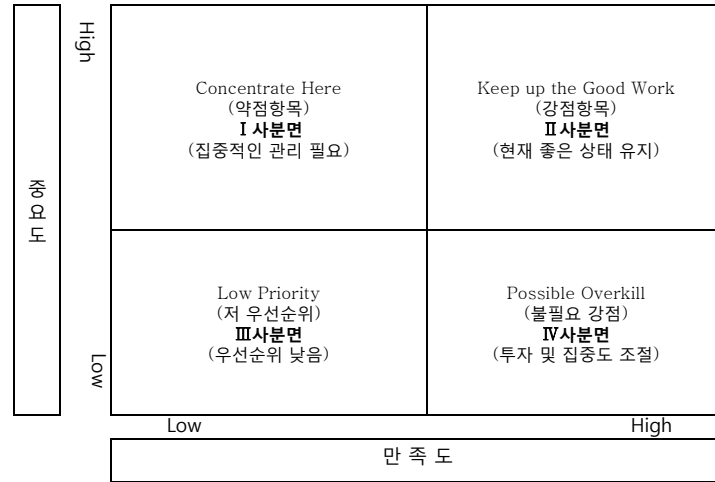 High
Concentrate Here
(약점항목)
Ⅰ사분면
(집중적인 관리 필요)
Keep up the Good Work
(강점항목)
Ⅱ사분면
(현재 좋은 상태 유지)
중요도
Low Priority
(저 우선순위)
Ⅲ사분면
(우선순위 낮음)
Possible Overkill
(불필요 강점)
Ⅳ사분면
(투자 및 집중도 조절)
Low
Low
High
만 족 도